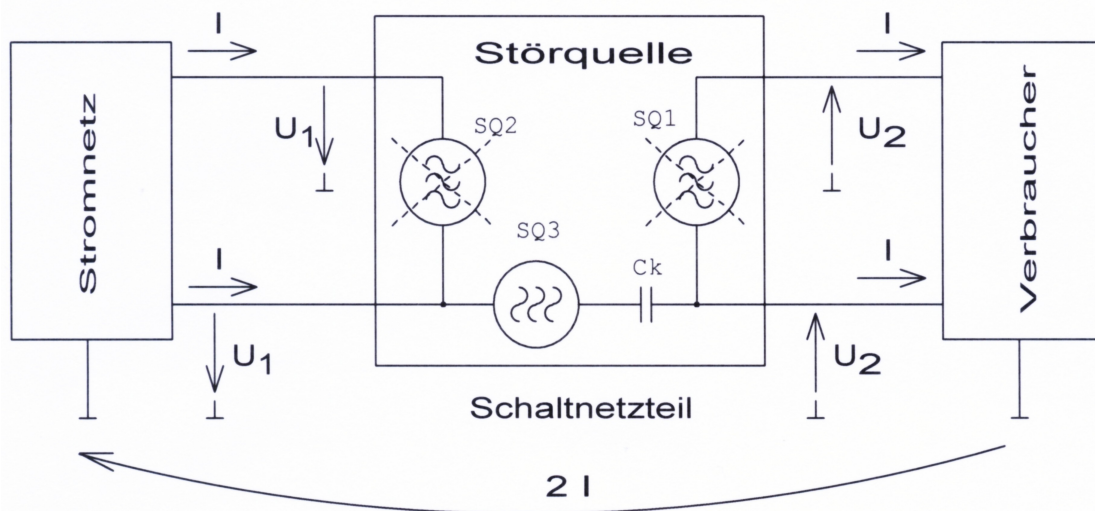 I
I
Störquelle
Stromnetz
Verbraucher
U1
SQ2
SQ1
U2
SQ3
I
Ck
I
U1
U2
Schaltnetzteil
2 I